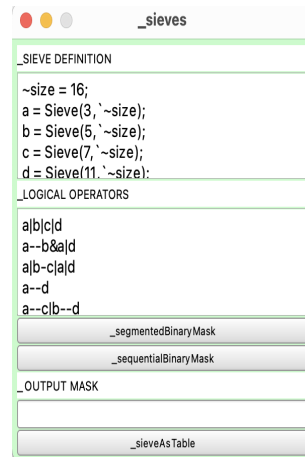 _sieves
_SIEVE DEFINITION
~size = 16;
a = Sieve(3,`~size);
b = Sieve(5,`~size);
c = Sieve(7,`~size);
d = Sieve(11,`~size);
_LOGICAL OPERATORS
a|b|c|d
a--b&a|d
a|b-c|a|d
a--d
a--c|b--d
_segmentedBinaryMask
_sequentialBinaryMask
_OUTPUT MASK
_sieveAsTable